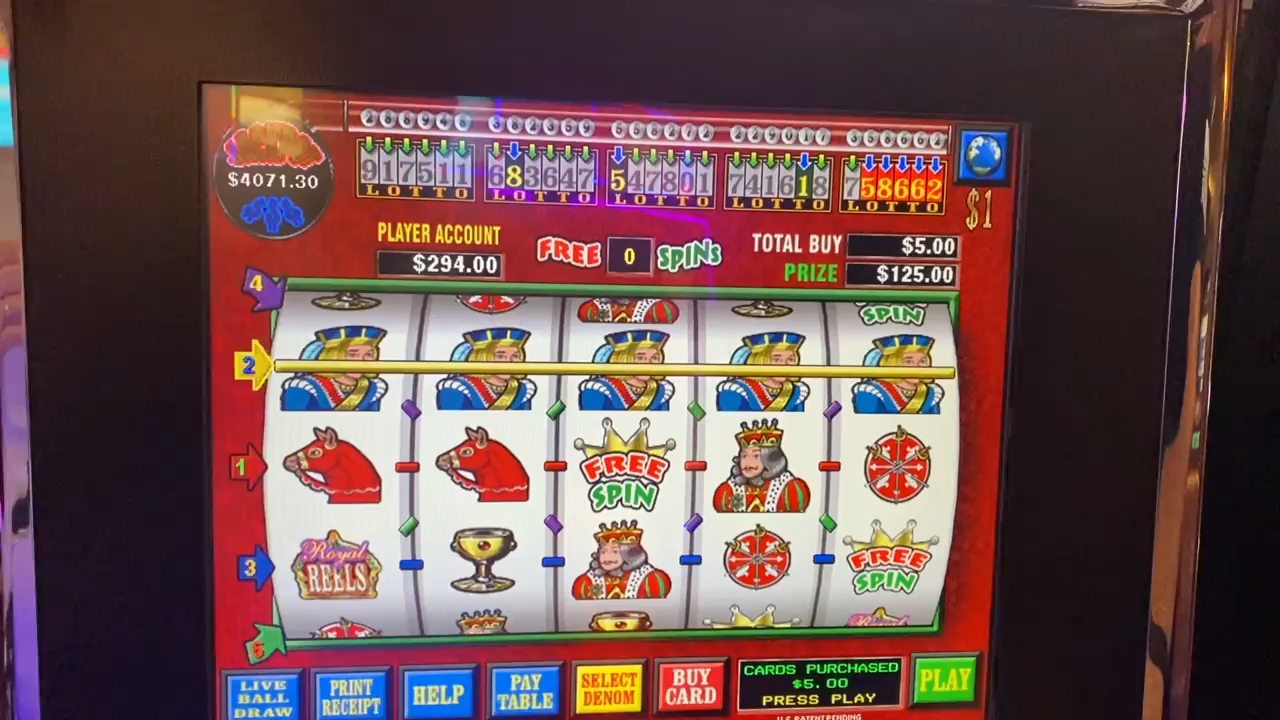 $4071.30
917511 683647 547801 741618 758662
LOTTO LOTTO LOTTO LOTTO LOTTO
$1
PLAYER ACCOUNT
$294.00
FREE 0 SPINS
TOTAL BUY $5.00
PRIZE $125.00
4
SPIN
2
1
FREE
SPIN
3
Royal
REELS
FREE
SPIN
5
LIVE
BALL
DRAW
PRINT
RECEIPT
HELP
PAY
TABLE
SELECT
DENOM
BUY
CARD
CARDS PURCHASED
$5.00
PRESS PLAY
PLAY
U.S. PATENT PENDING